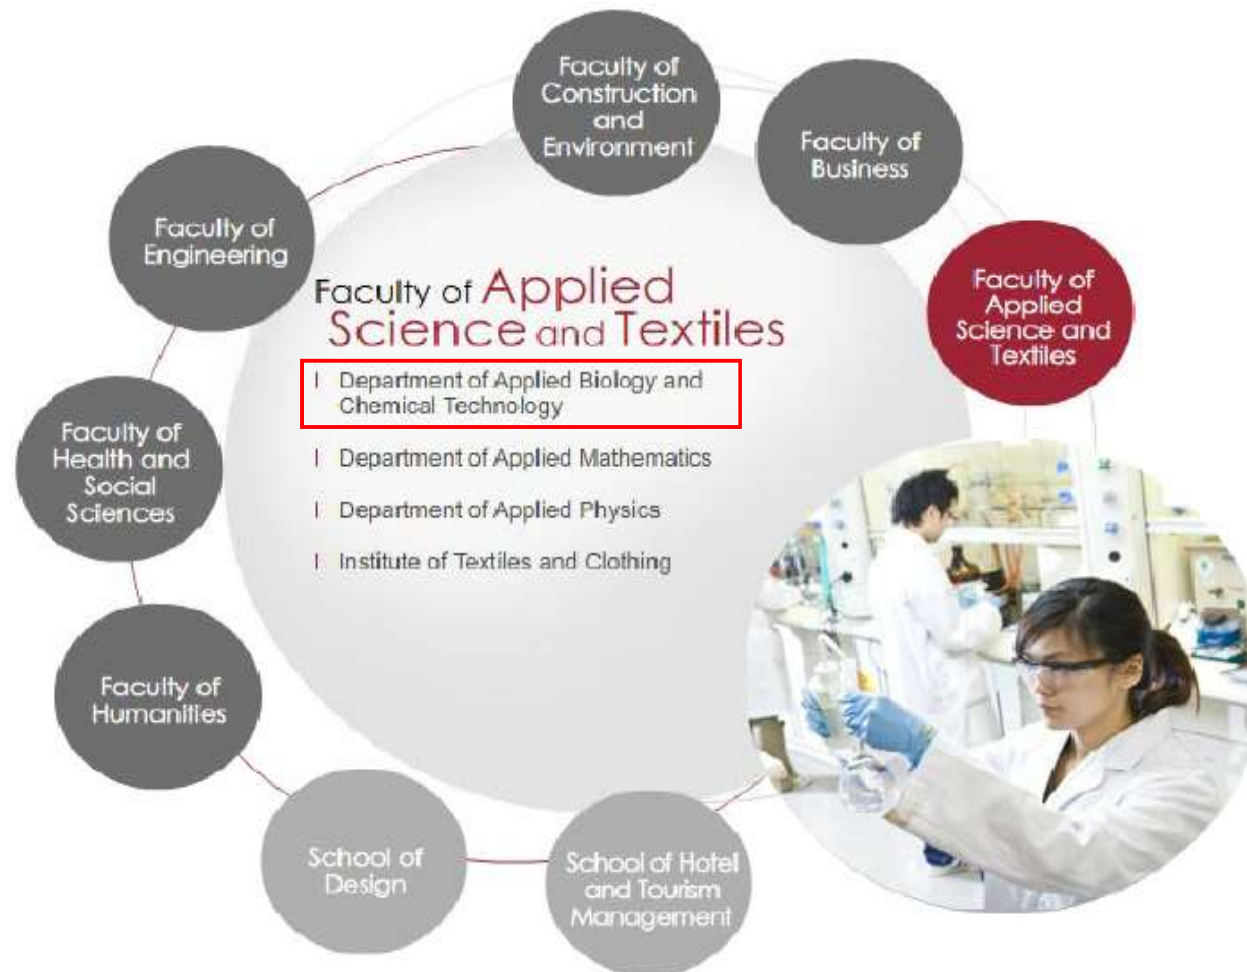 Faculty of
Construction
and
Environment
Faculty of
Business
Faculty of
Engineering
Faculty of Applied
Science and Textiles
Faculty of
Applied
Science and
Textiles
I Department of Applied Biology and
Chemical Technology
Faculty of
Health and
Social
Sciences
I Department of Applied Mathematics
I Department of Applied Physics
I Institute of Textiles and Clothing
Faculty of
Humanities
School of
Design
School of Hotel
and Tourism
Management